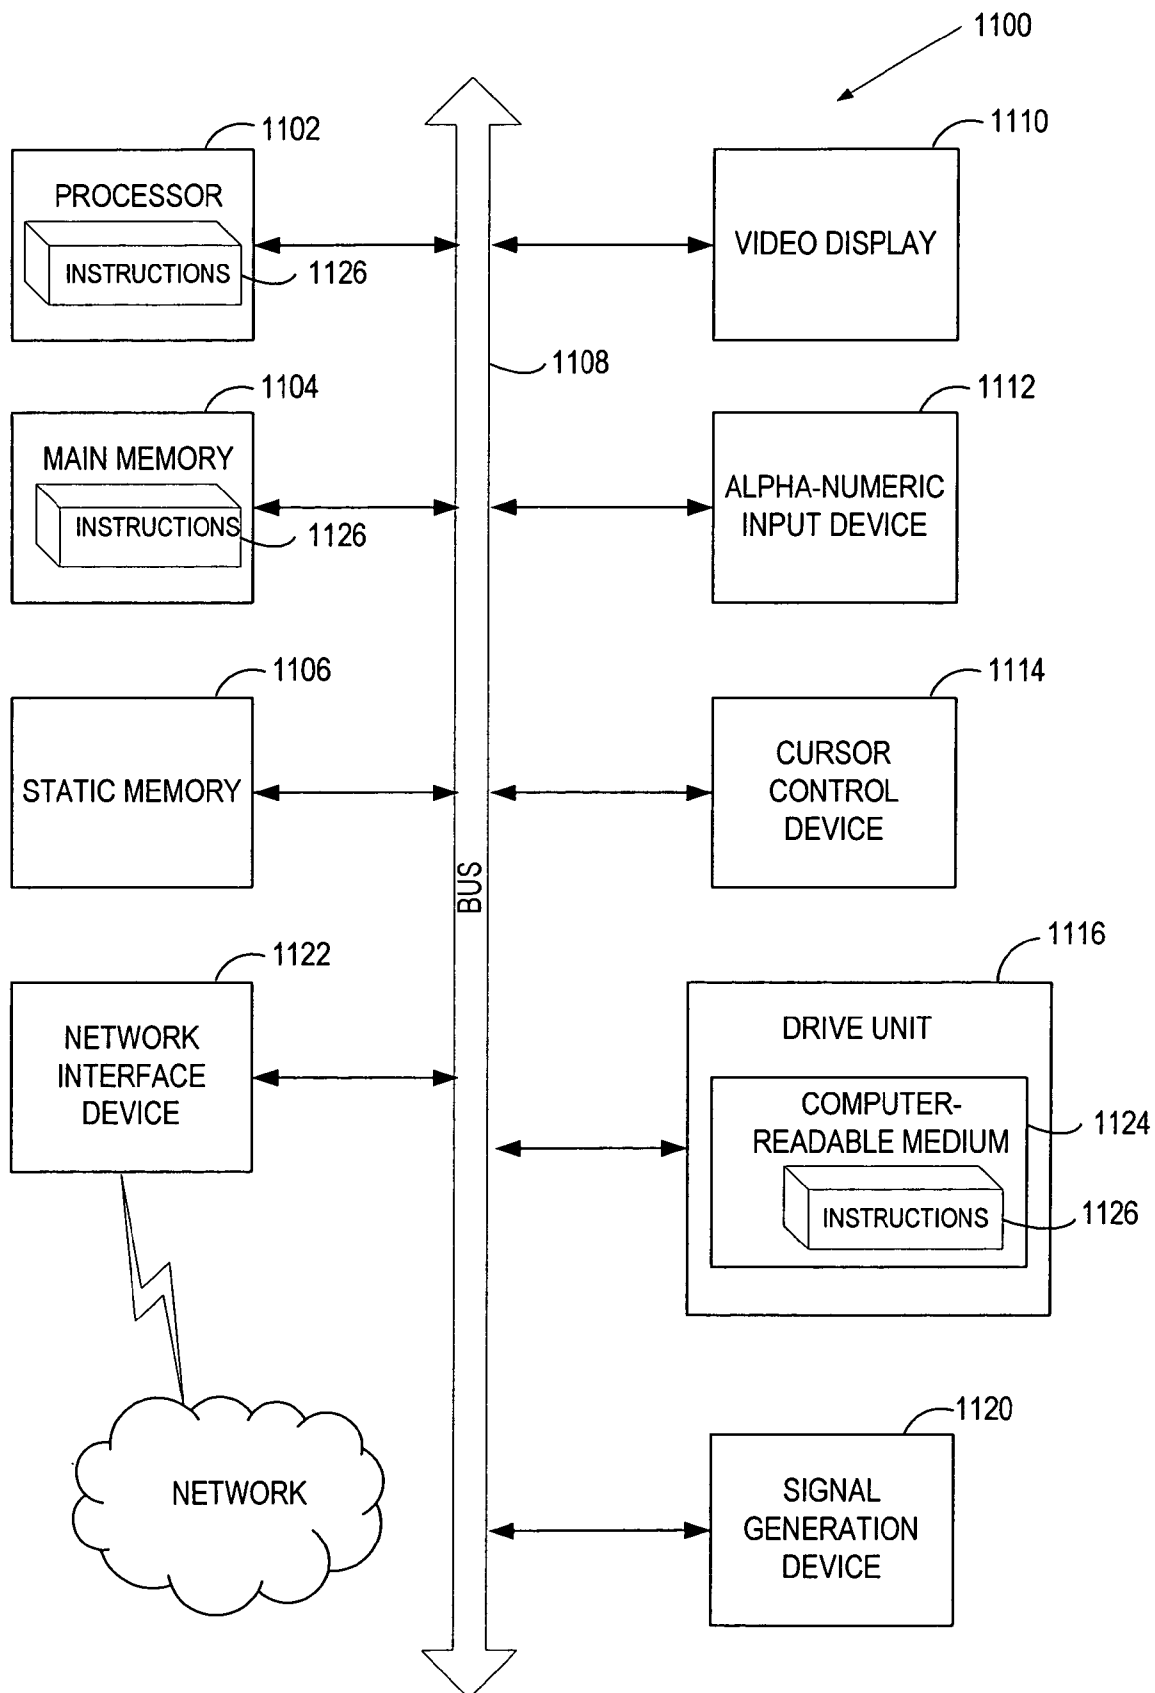 1100
1102
PROCESSOR
INSTRUCTIONS
1126
1110
VIDEO DISPLAY
1108
1104
MAIN MEMORY
INSTRUCTIONS
1126
1112
ALPHA-NUMERIC
INPUT DEVICE
1106
STATIC MEMORY
1114
CURSOR
CONTROL
DEVICE
BUS
1122
NETWORK
INTERFACE
DEVICE
1116
DRIVE UNIT
COMPUTER-
READABLE MEDIUM
1124
INSTRUCTIONS
1126
NETWORK
1120
SIGNAL
GENERATION
DEVICE